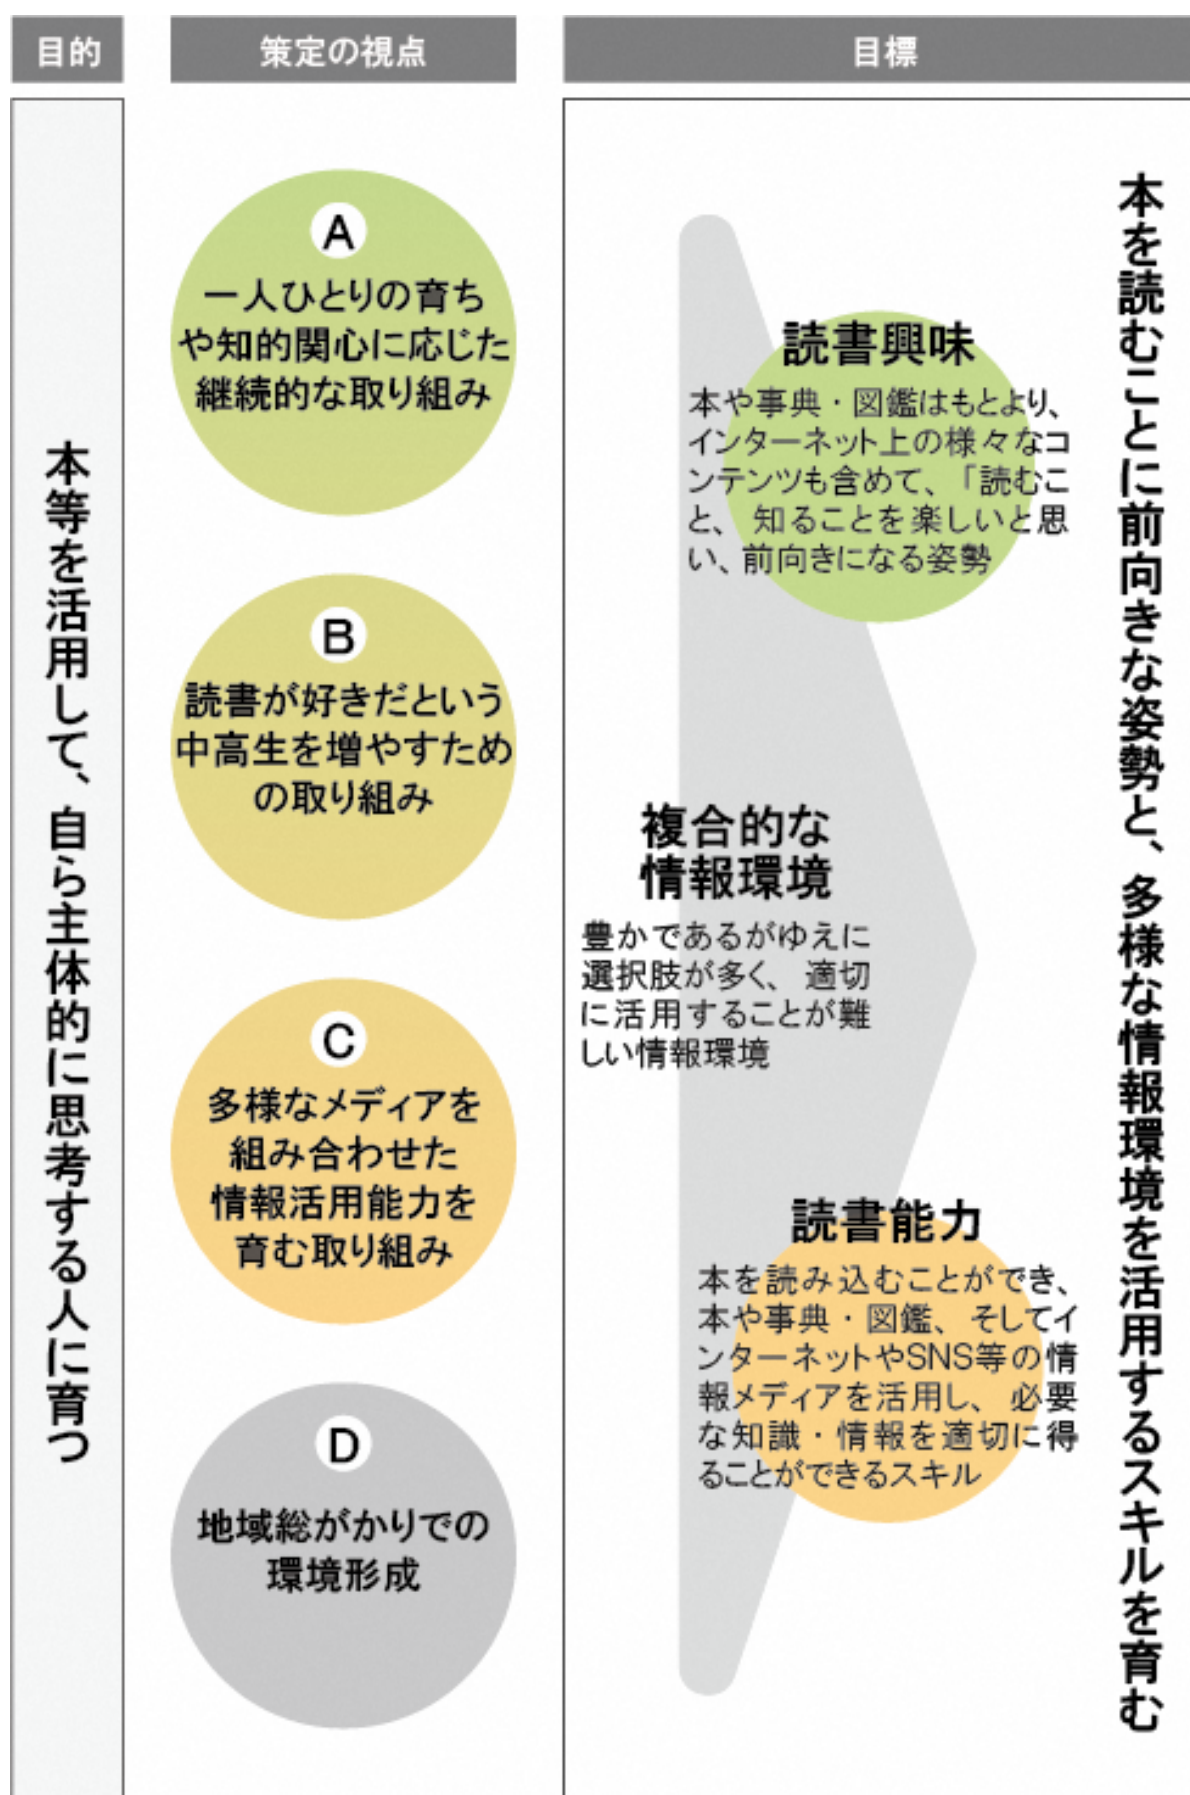 目的
策定の視点
目標
本等を活用して、自ら主体的に思考する人に育つ
A
一人ひとりの育ち
や知的関心に応じた
継続的な取り組み
B
読書が好きだという
中高生を増やすため
の取り組み
C
多様なメディアを
組み合わせた
情報活用能力を
育む取り組み
D
地域総がかりでの
環境形成
読書興味
本や事典・図鑑はもとより、
インターネット上の様々なコ
ンテンツも含めて、「読むこ
と、知ることを楽しいと思
い、前向きになる姿勢
複合的な
情報環境
豊かであるがゆえに
選択肢が多く、適切
に活用することが難
しい情報環境
読書能力
本を読み込むことができ、
本や事典・図鑑、そしてイ
ンターネットやSNS等の情
報メディアを活用し、必要
な知識・情報を適切に得
ることができるスキル
本を読むことに前向きな姿勢と、多様な情報環境を活用するスキルを育む